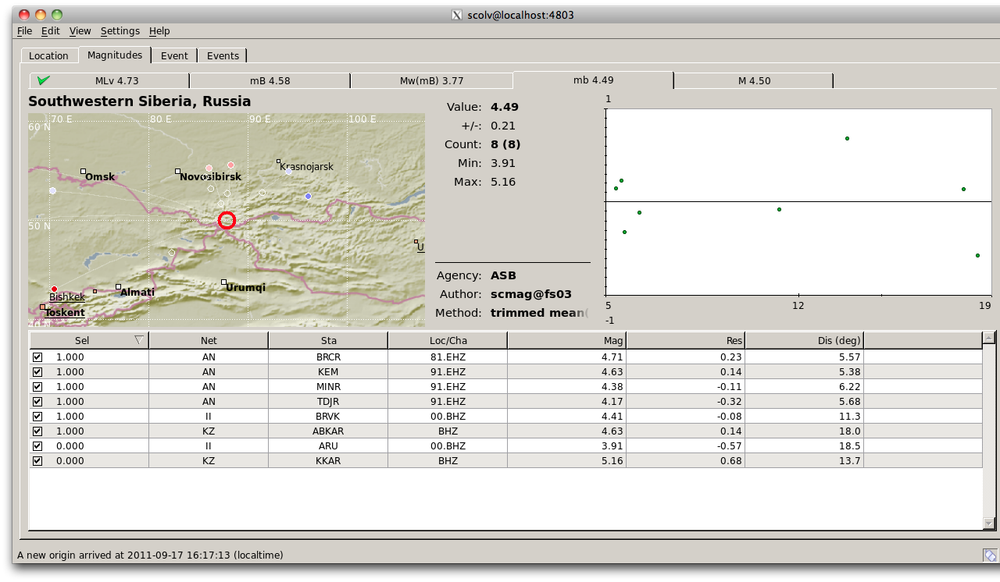 scolv@localhost:4803
File Edit View Settings Help
Location Magnitudes Event Events
MLv 4.73 mB 4.58 Mw(mB) 3.77 mb 4.49 M 4.50
Southwestern Siberia, Russia
70 E 80 E 90 E 100 E
60 N
Omsk Novosibirsk Krasnojarsk
50 N
U
Bishkek Almati Urumqi
Toskent
40 N
Value: 4.49
+/-: 0.21
Count: 8 (8)
Min: 3.91
Max: 5.16
Agency: ASB
Author: scmag@fs03
Method: trimmed mean(
1
5 12 19
-1
Sel Net Sta Loc/Cha Mag Res Dis (deg)
1.000 AN BRCR 81.EHZ 4.71 0.23 5.57
1.000 AN KEM 91.EHZ 4.63 0.14 5.38
1.000 AN MINR 91.EHZ 4.38 -0.11 6.22
1.000 AN TDJR 91.EHZ 4.17 -0.32 5.68
1.000 II BRVK 00.BHZ 4.41 -0.08 11.3
1.000 KZ ABKAR BHZ 4.63 0.14 18.0
0.000 II ARU 00.BHZ 3.91 -0.57 18.5
0.000 KZ KKAR BHZ 5.16 0.68 13.7
A new origin arrived at 2011-09-17 16:17:13 (localtime)